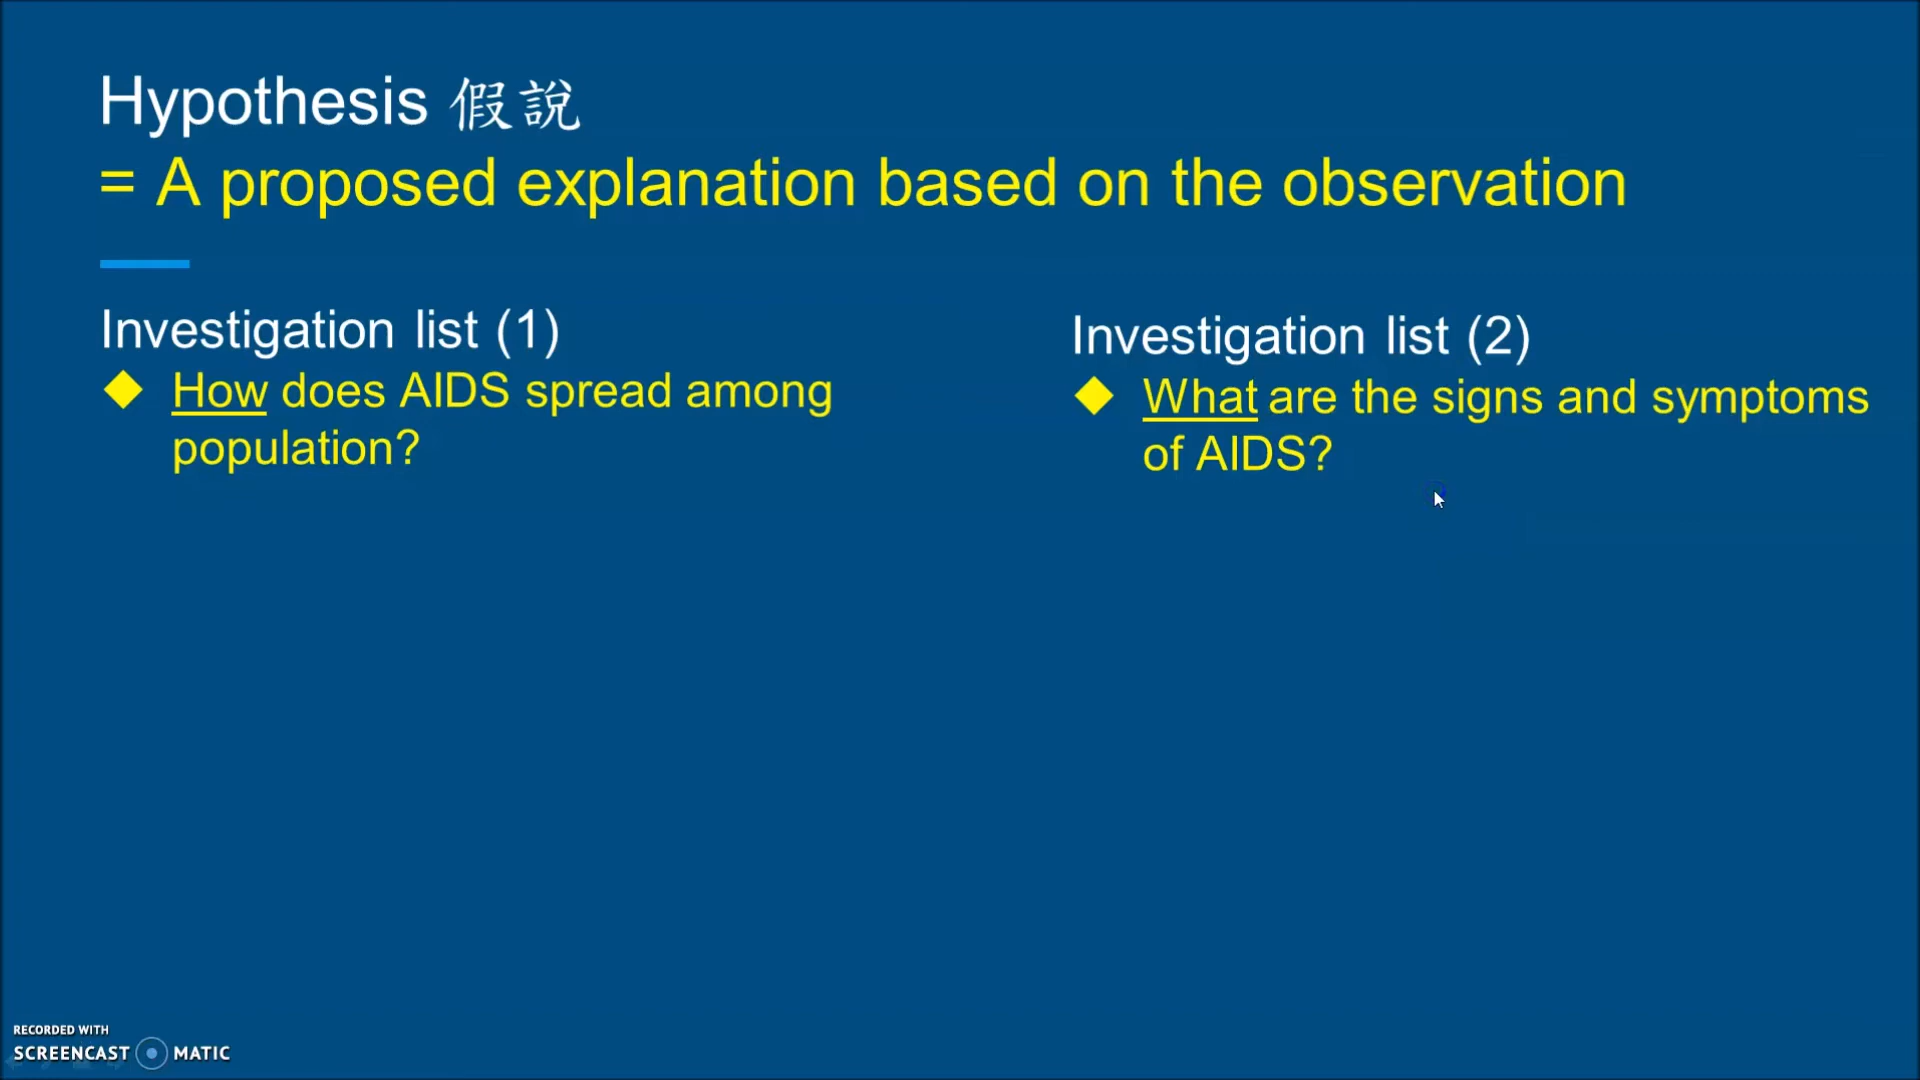 Hypothesis 假說
= A proposed explanation based on the observation
Investigation list (1)
How does AIDS spread among
population?
Investigation list (2)
What are the signs and symptoms
of AIDS?
RECORDED WITH
SCREENCAST MATIC